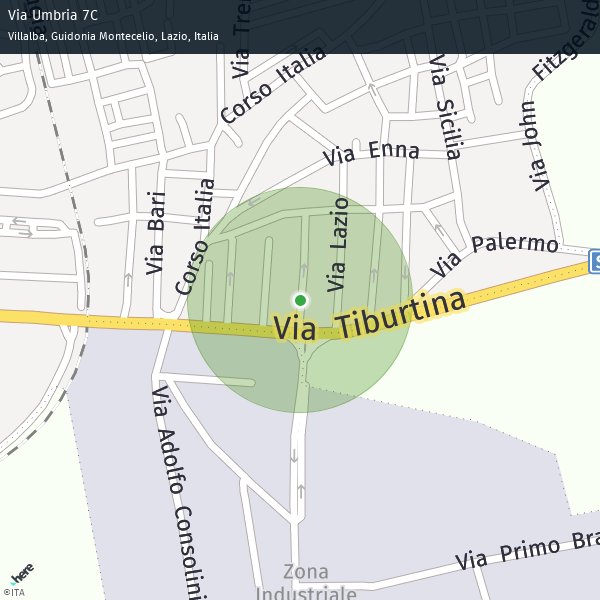 Via Umbria 7C
Villalba, Guidonia Montecelio, Lazio, Italia
Via Tre
Corso Italia
Via Sicilia
Fitzgerald
Via John
Via Enna
Via Bari
Corso Italia
Via Lazio
Via Palermo
S
Via Tiburtina
Via Adolfo Consolini
Via Primo Bra
Zona
Industriale
here
©ITA